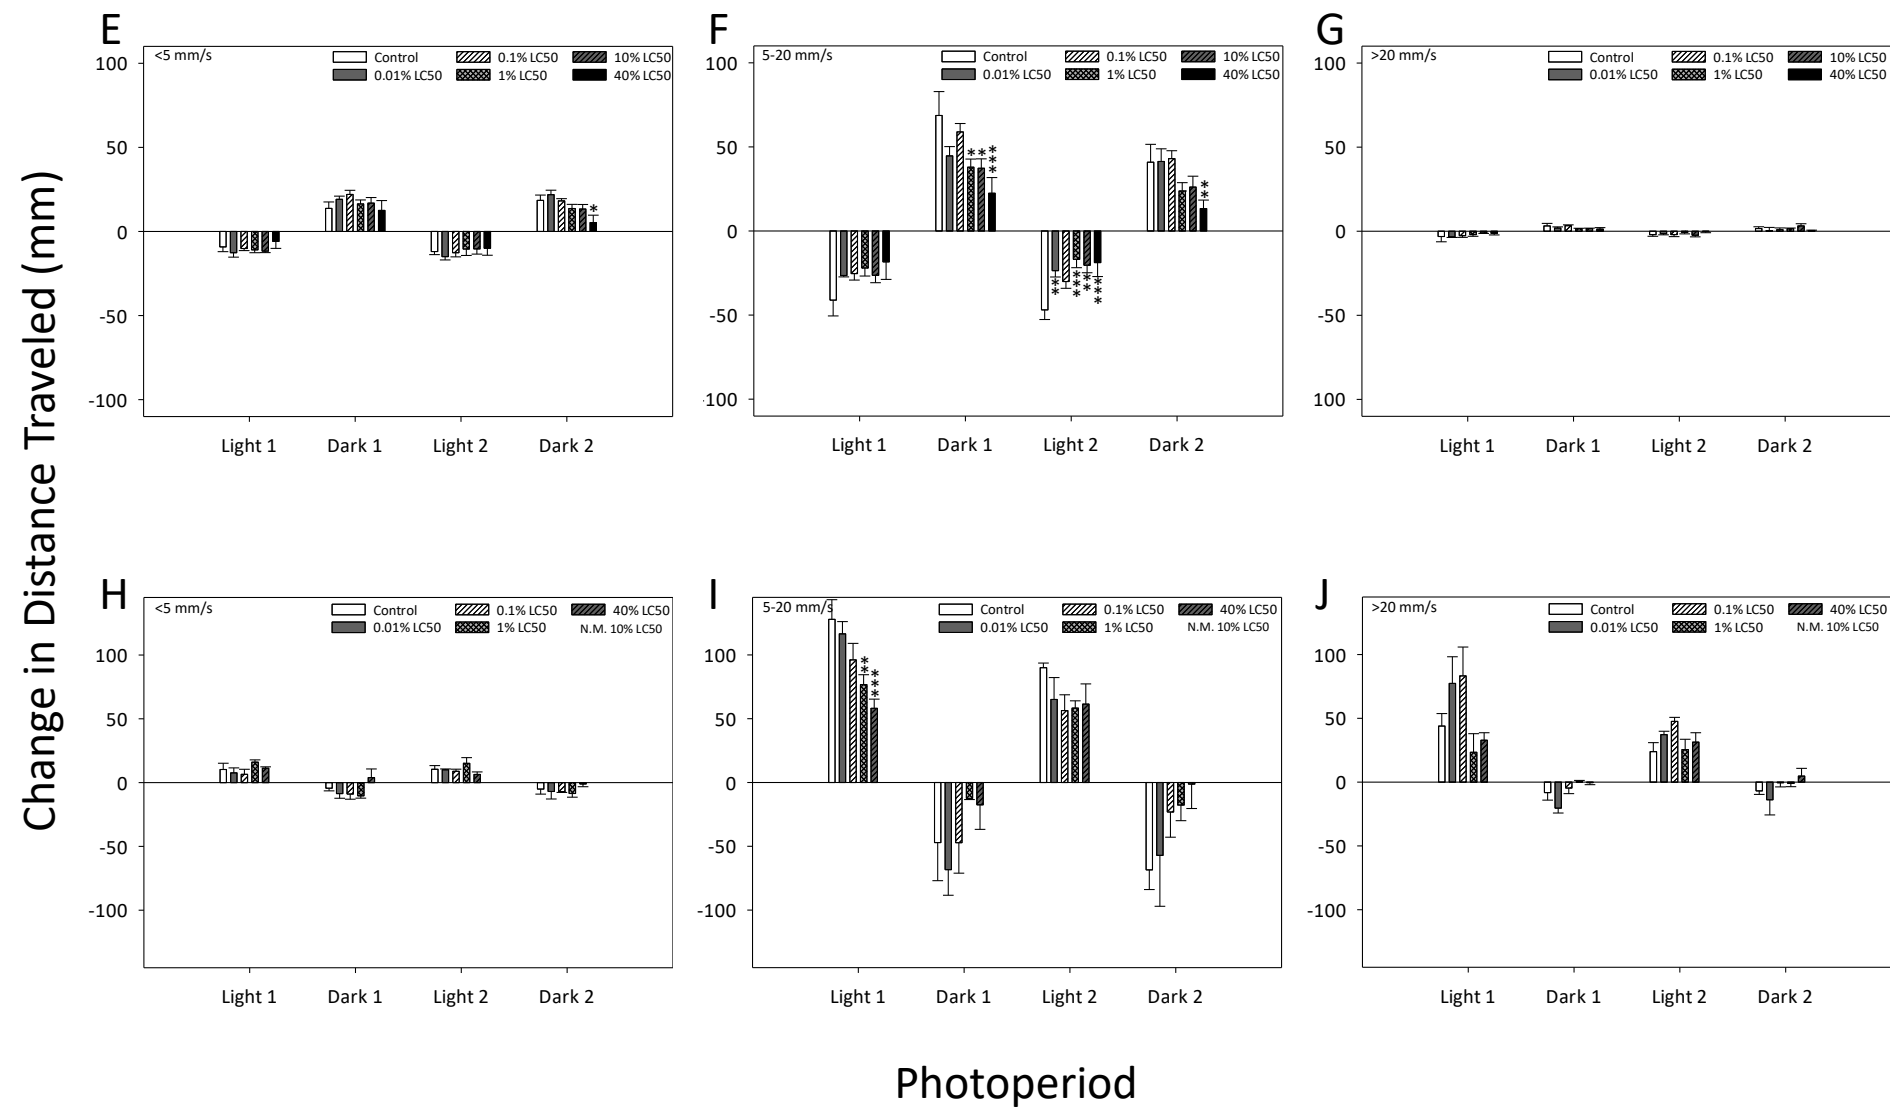 E
<5 mm/s
Control 0.1% LC50 10% LC50
0.01% LC50 1% LC50 40% LC50
100
50
0
-50
-100
Light 1 Dark 1 Light 2 Dark 2
F
5-20 mm/s
Control 0.1% LC50 10% LC50
0.01% LC50 1% LC50 40% LC50
100
50
0
-50
-100
* * ***
** *** ** ***
**
Light 1 Dark 1 Light 2 Dark 2
G
>20 mm/s
Control 0.1% LC50 10% LC50
0.01% LC50 1% LC50 40% LC50
100
50
0
-50
100
Light 1 Dark 1 Light 2 Dark 2
*
Change in Distance Traveled (mm)
H
<5 mm/s
Control 0.1% LC50 40% LC50
0.01% LC50 1% LC50 N.M. 10% LC50
100
50
0
-50
-100
Light 1 Dark 1 Light 2 Dark 2
I
5-20 mm/s
Control 0.1% LC50 40% LC50
0.01% LC50 1% LC50 N.M. 10% LC50
** ***
100
50
0
-50
-100
Light 1 Dark 1 Light 2 Dark 2
J
>20 mm/s
Control 0.1% LC50 40% LC50
0.01% LC50 1% LC50 N.M. 10% LC50
100
50
0
-50
-100
Light 1 Dark 1 Light 2 Dark 2
Photoperiod